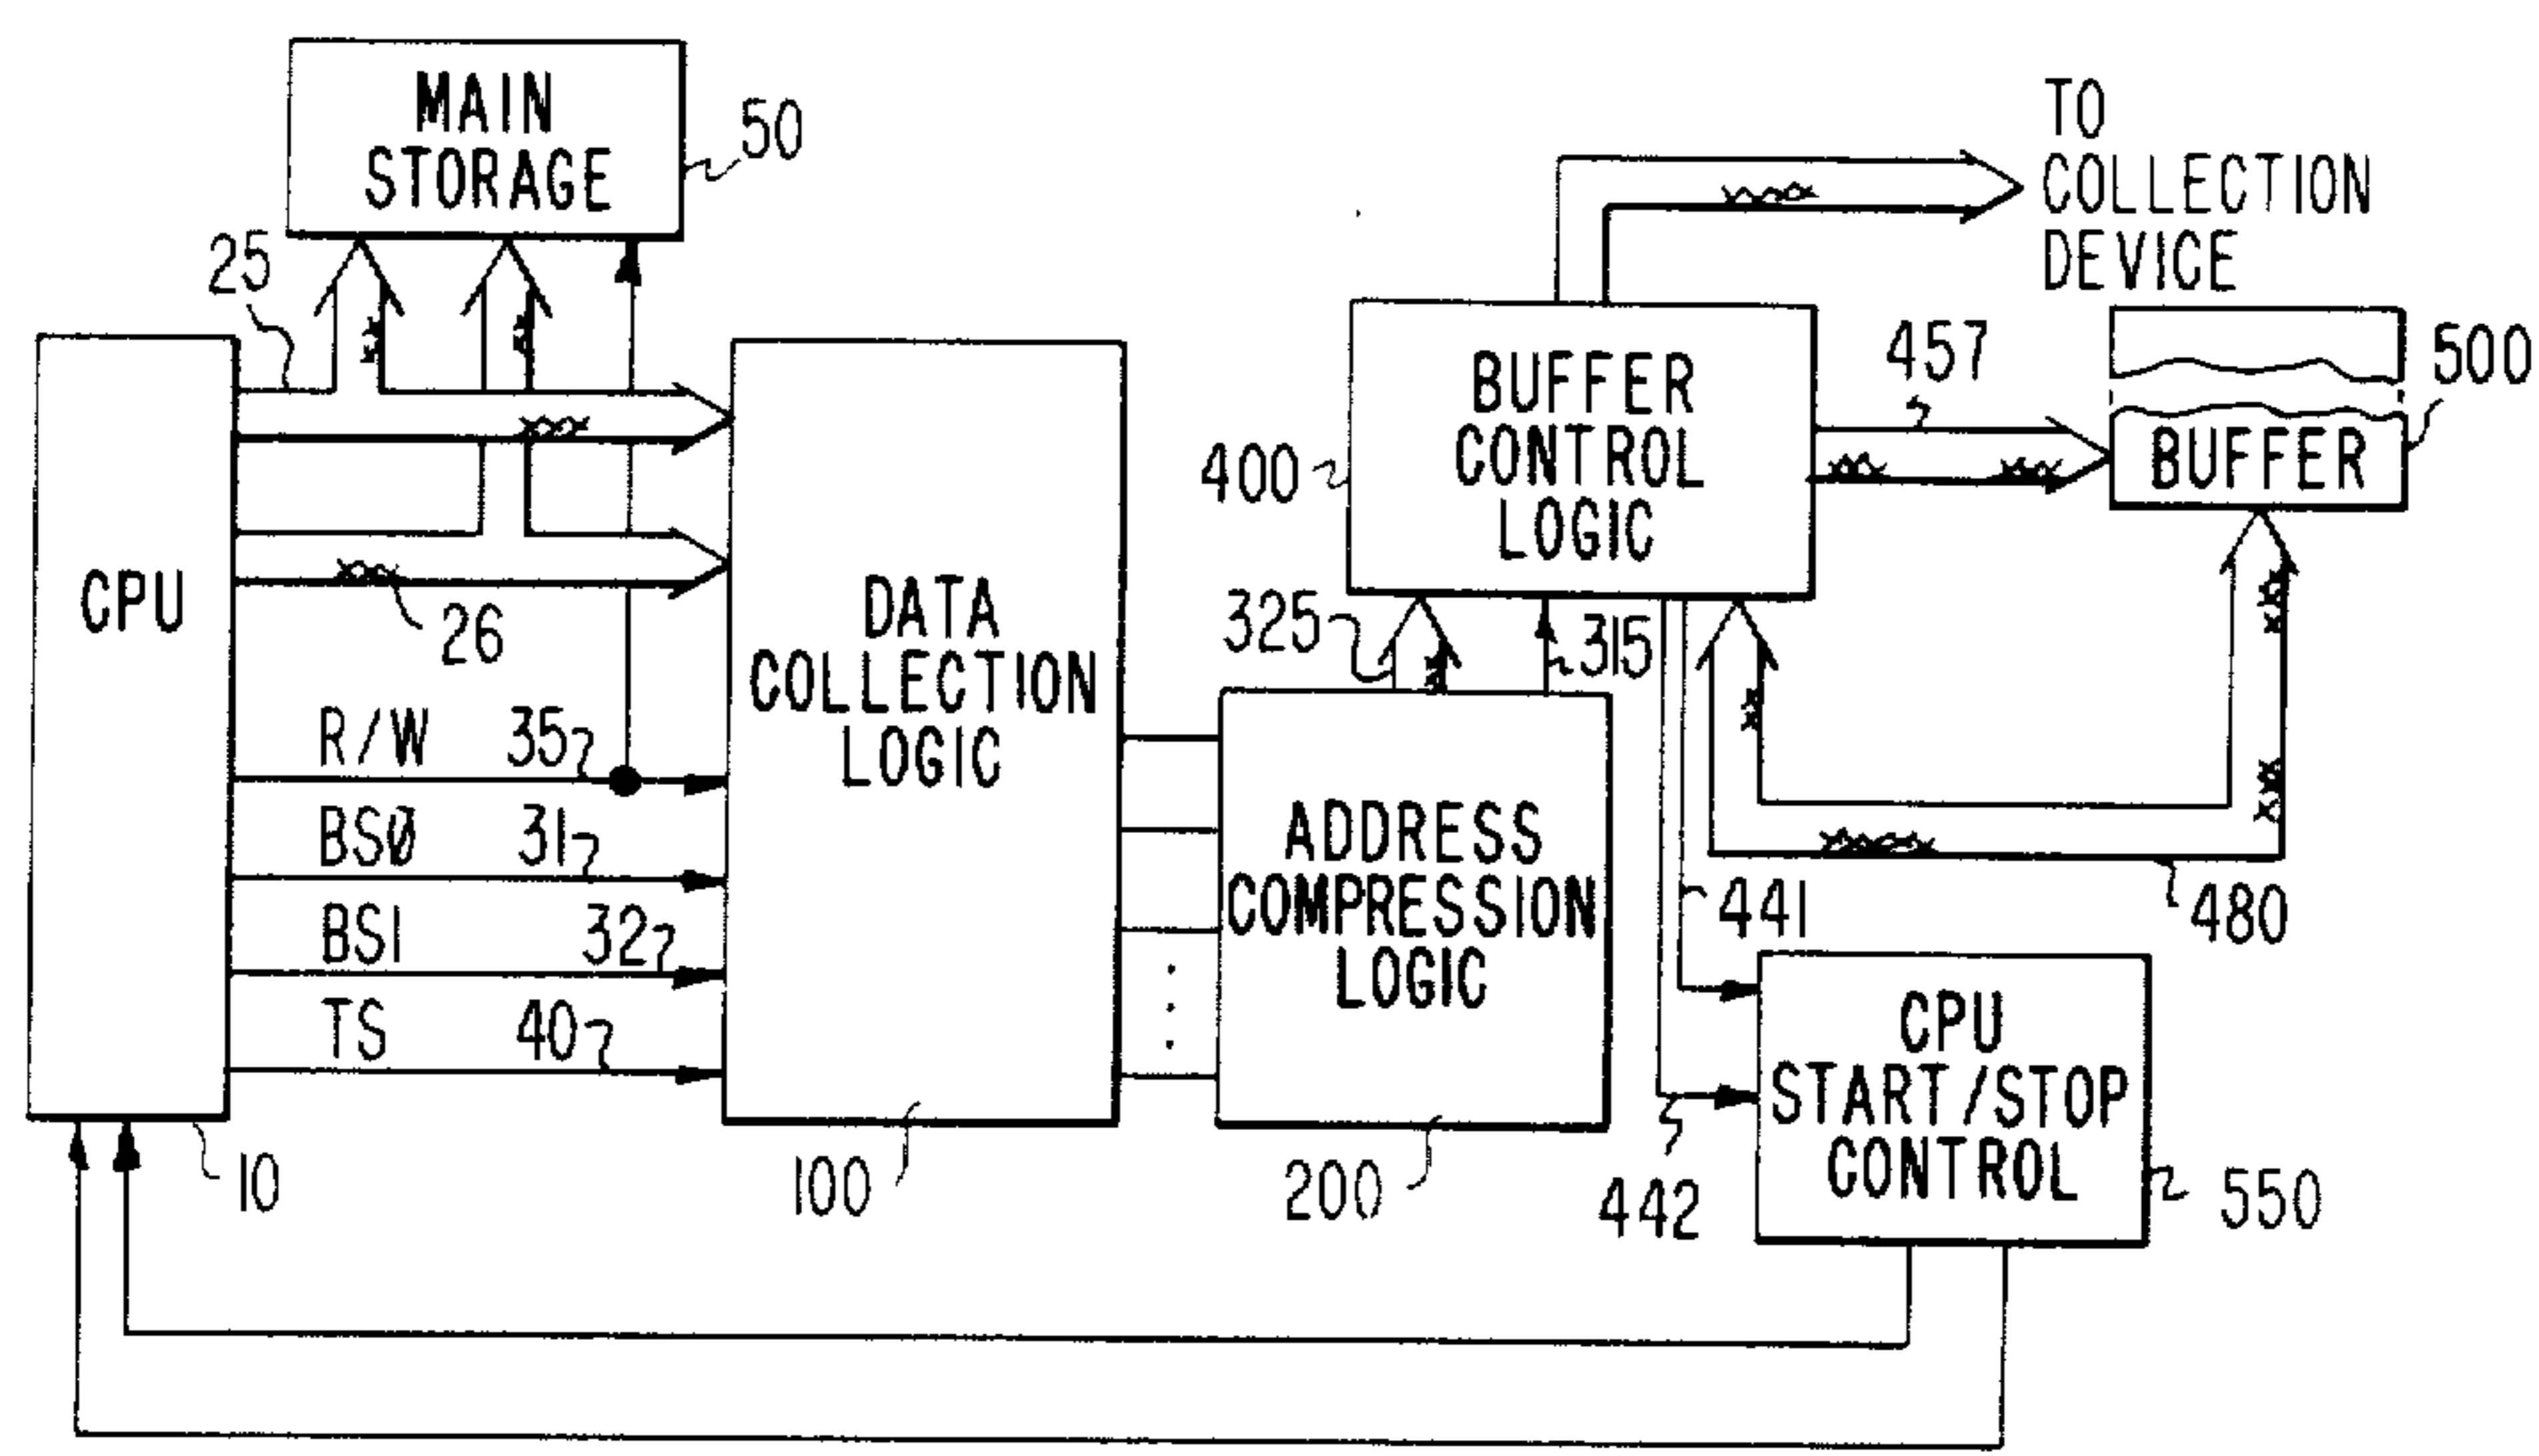 MAIN
STORAGE
50
TO
COLLECTION
DEVICE
25
CPU
26
R/W
35
BSØ
31
BS1
32
TS
40
10
DATA
COLLECTION
LOGIC
100
ADDRESS
COMPRESSION
LOGIC
200
325
315
400
BUFFER
CONTROL
LOGIC
457
BUFFER
500
480
441
442
CPU
START/STOP
CONTROL
550